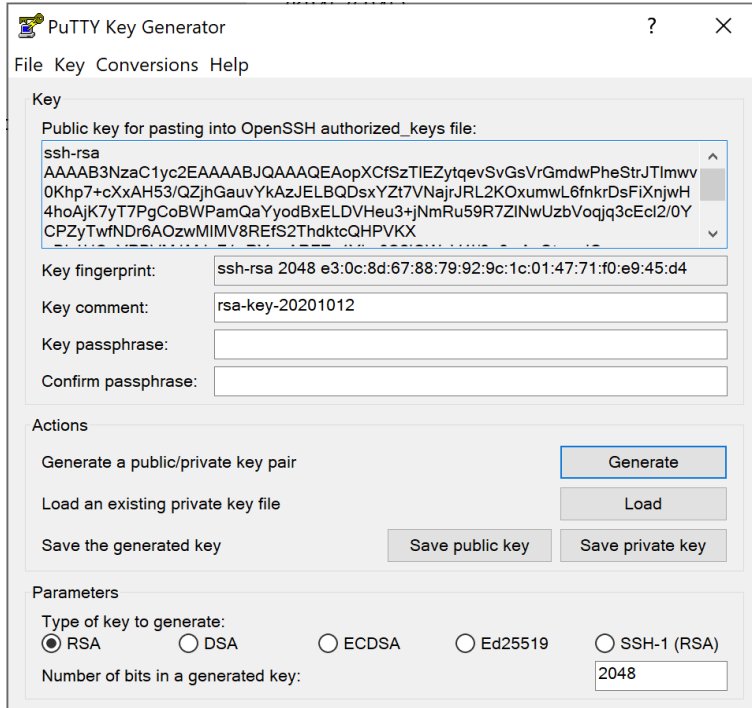 PuTTY Key Generator
?
File Key Conversions Help
Key
Public key for pasting into OpenSSH authorized_keys file:
ssh-rsa
AAAAB3NzaC1yc2EAAAABJQAAAQEAopXCfSzTlEZytqevSvGsVrGmdwPheStrJTlmwv
0Khp7+cXxAH53/QZjhGauvYkAzJELBQDsxYZt7VNajrJRL2KOxumwL6fnkrDsFiXnjwH
4hoAjK7yT7PgCoBWPamQaYyodBxELDVHeu3+jNmRu59R7ZlNwUzbVoqjq3cEcl2/0Y
CPZyTwfNDr6AOzwMIMV8REfS2ThdktcQHPVKX
Key fingerprint:
ssh-rsa 2048 e3:0c:8d:67:88:79:92:9c:1c:01:47:71:f0:e9:45:d4
Key comment:
rsa-key-20201012
Key passphrase:
Confirm passphrase:
Actions
Generate a public/private key pair
Generate
Load an existing private key file
Load
Save the generated key
Save public key
Save private key
Parameters
Type of key to generate:
RSA
DSA
ECDSA
Ed25519
SSH-1 (RSA)
Number of bits in a generated key:
2048